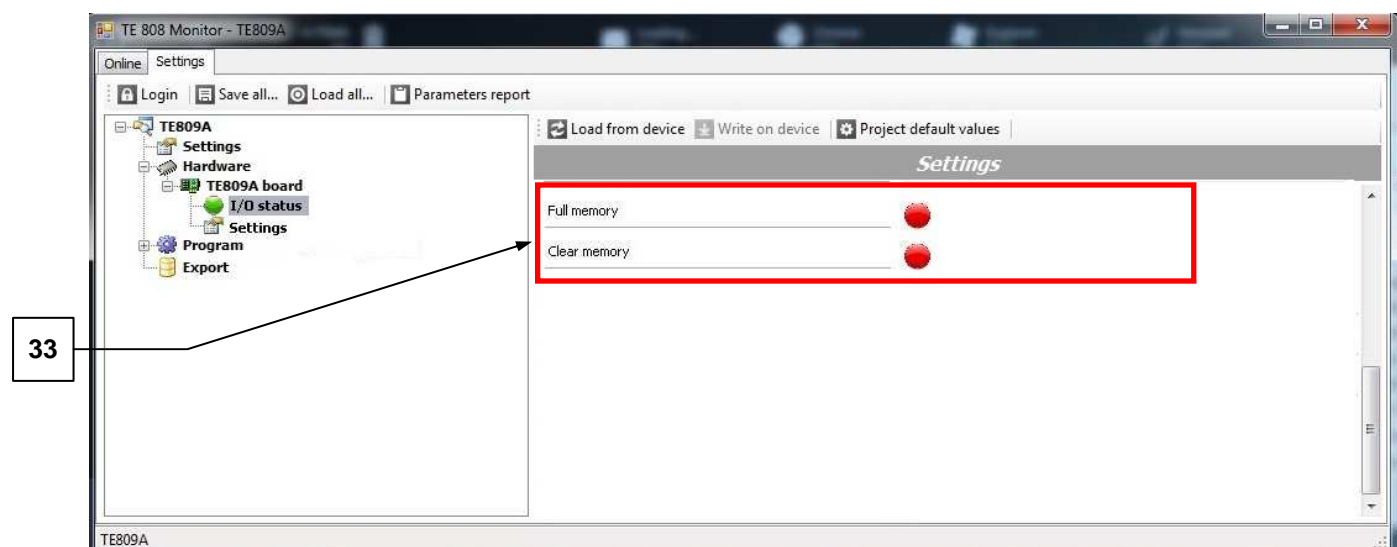 TE 808 Monitor - TE809A
Online Settings
Login Save all... Load all... Parameters report
TE809A
Settings
Hardware
TE809A board
I/O status
Settings
Program
Export
Load from device Write on device Project default values
Settings
Full memory
Clear memory
33
TE809A